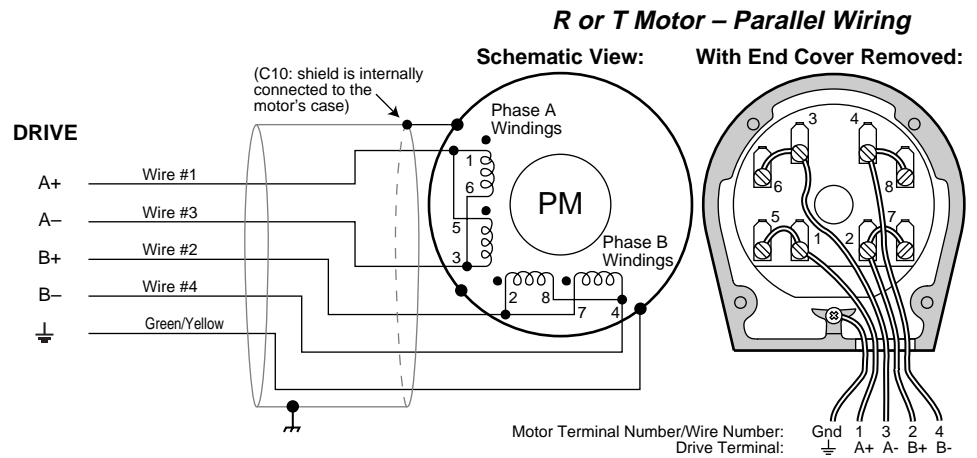 R or T Motor – Parallel Wiring
Schematic View:
With End Cover Removed:
(C10: shield is internally
connected to the
motor's case)
DRIVE
A+
Wire #1
A–
Wire #3
B+
Wire #2
B–
Wire #4
Green/Yellow
Phase A
Windings
1
6
5
3
PM
Phase B
Windings
2
8
7
4
3
4
6
8
5
1
2
7
Motor Terminal Number/Wire Number: Gnd 1 3 2 4
Drive Terminal: A+ A- B+ B-